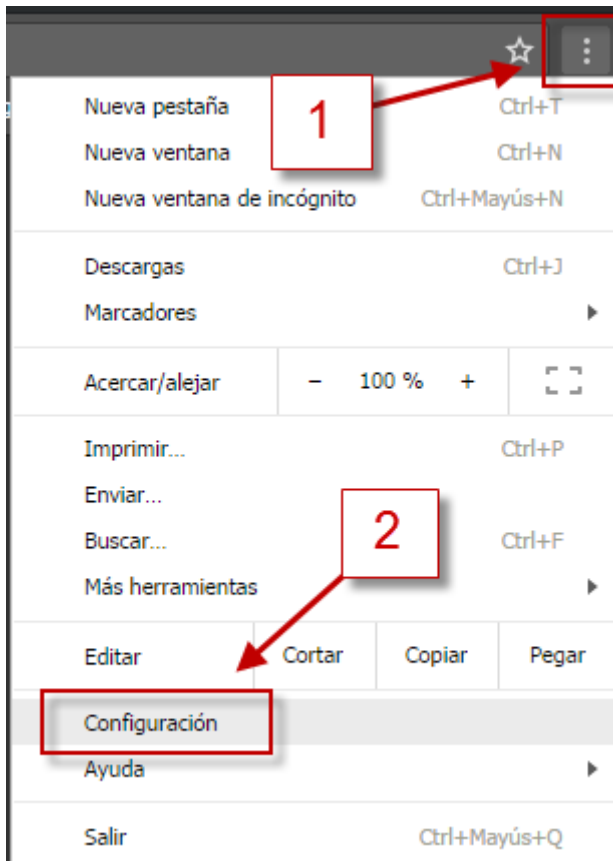 1
Nueva pestaña Ctrl+T
Nueva ventana Ctrl+N
Nueva ventana de incógnito Ctrl+Mayús+N
Descargas Ctrl+J
Marcadores
Acercar/alejar − 100 % +
Imprimir... Ctrl+P
Enviar...
2
Buscar... Ctrl+F
Más herramientas
Editar Cortar Copiar Pegar
Configuración
Ayuda
Salir Ctrl+Mayús+Q